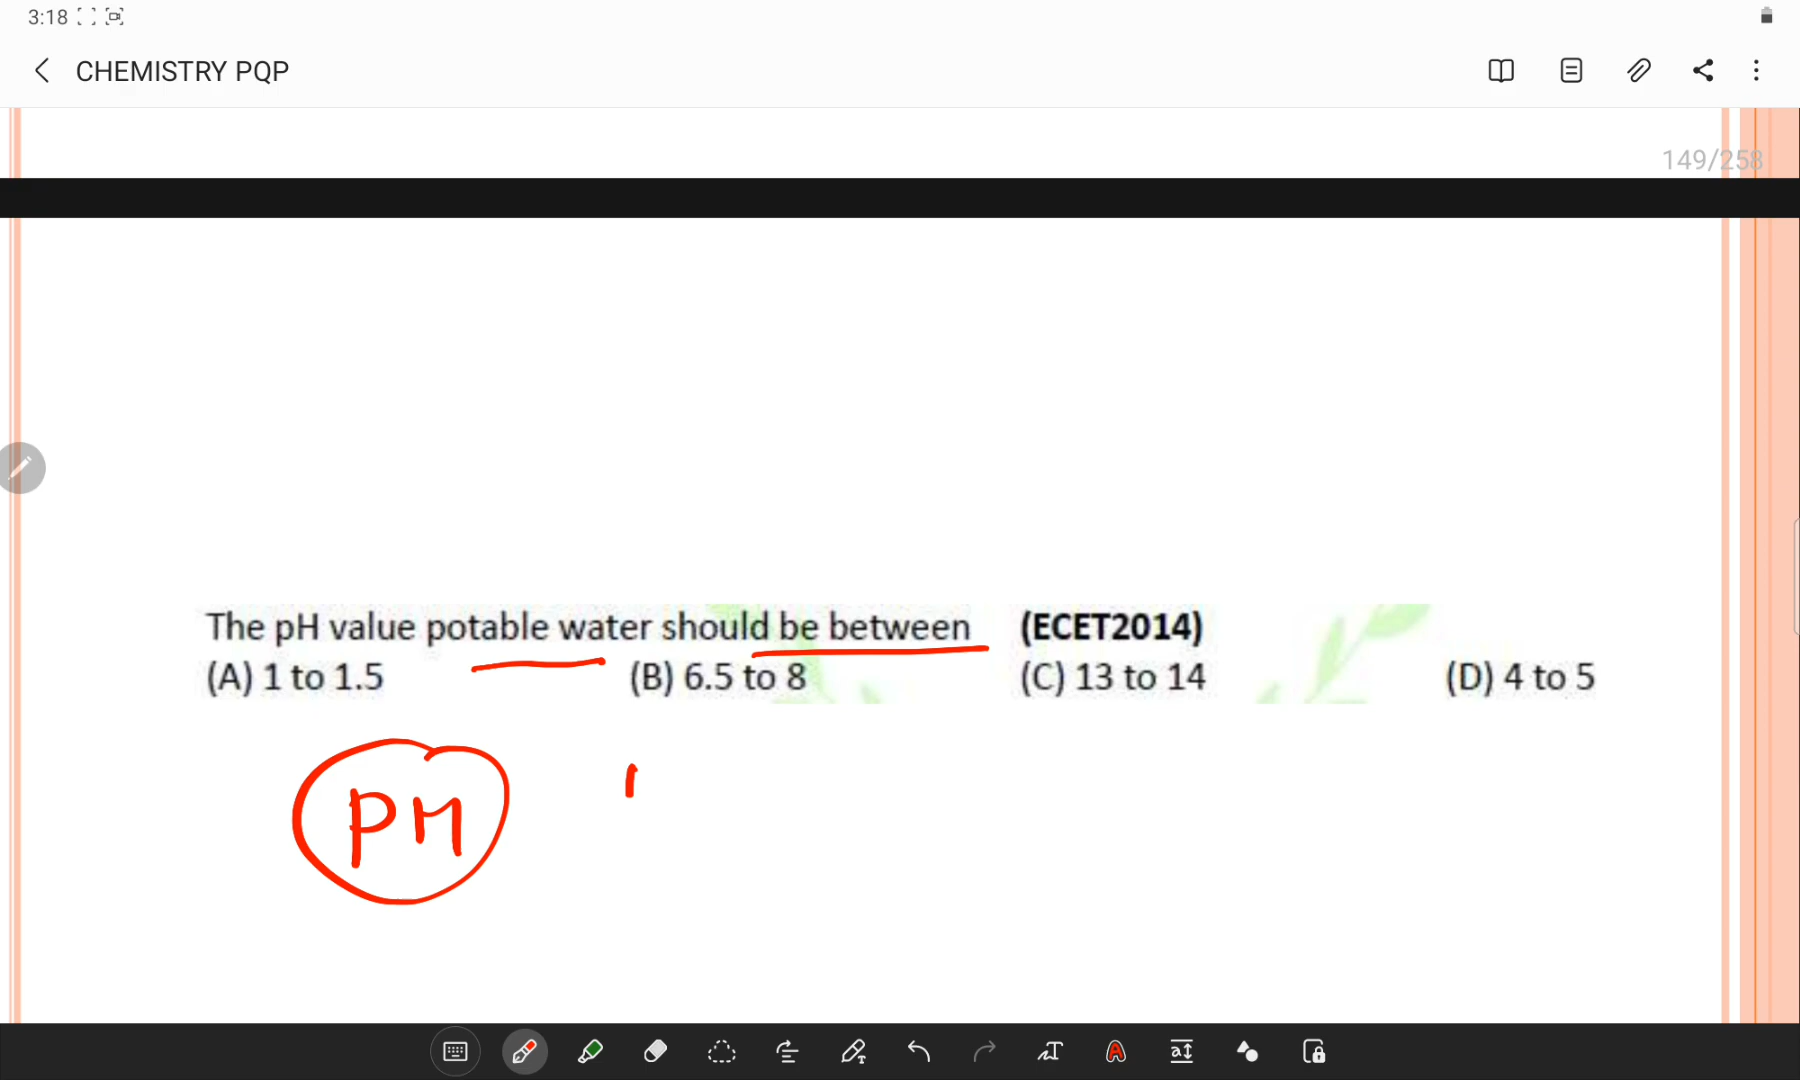 3:18
CHEMISTRY PQP
149/258
The pH value potable water should be between (ECET2014)
(A) 1 to 1.5 (B) 6.5 to 8 (C) 13 to 14 (D) 4 to 5
PH